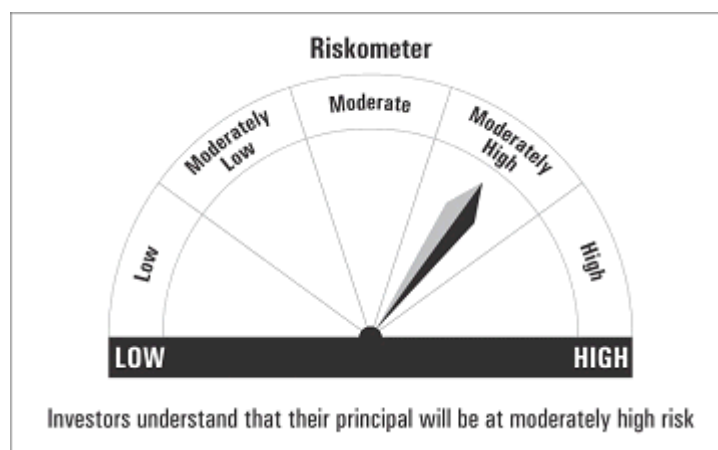 Riskometer
Low
Moderately
Low
Moderate
Moderately
High
High
LOW
HIGH
Investors understand that their principal will be at moderately high risk